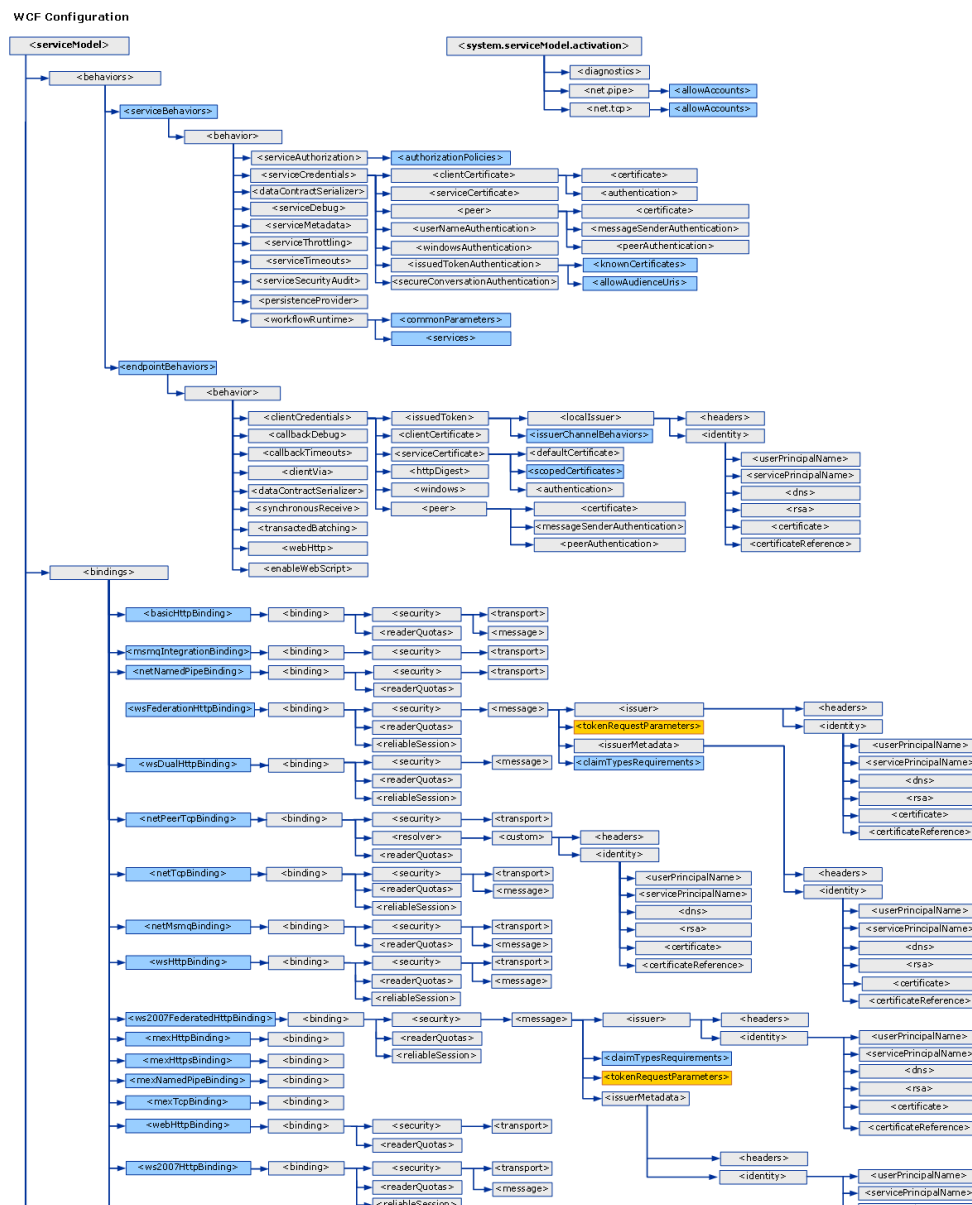 WCF Configuration
<serviceModel> <system.serviceModel.activation>
<diagnostics>
<behaviors>
<net.pipe> <allowAccounts>
<serviceBehaviors> <net.tcp> <allowAccounts>
<behavior>
<serviceAuthorization> <authorizationPolicies>
<serviceCredentials> <clientCertificate> <certificate>
<dataContractSerializer> <serviceCertificate> <authentication>
<serviceDebug> <peer> <certificate>
<serviceMetadata> <userNameAuthentication> <messageSenderAuthentication>
<serviceThrottling> <windowsAuthentication> <peerAuthentication>
<serviceTimeouts> <issuedTokenAuthentication> <knownCertificates>
<serviceSecurityAudit> <secureConversationAuthentication> <allowAudienceUris>
<persistenceProvider>
<workflowRuntime> <commonParameters>
<services>
<endpointBehaviors>
<behavior>
<clientCredentials> <issuedToken> <localIssuer> <headers>
<callbackDebug> <clientCertificate> <issuerChannelBehaviors> <identity>
<callbackTimeouts> <serviceCertificate> <defaultCertificate> <userPrincipalName>
<clientVia> <httpDigest> <scopedCertificates> <servicePrincipalName>
<dataContractSerializer> <windows> <authentication> <dns>
<synchronousReceive> <peer> <certificate> <rsa>
<transactedBatching> <messageSenderAuthentication> <certificate>
<webHttp> <peerAuthentication> <certificateReference>
<enableWebScript>
<bindings>
<basicHttpBinding> <binding> <security> <transport>
<readerQuotas> <message>
<msmqIntegrationBinding> <binding> <security> <transport>
<netNamedPipeBinding> <binding> <security> <transport>
<readerQuotas>
<wsFederationHttpBinding> <binding> <security> <message> <issuer> <headers>
<readerQuotas> <tokenRequestParameters> <identity>
<reliableSession> <issuerMetadata> <userPrincipalName>
<wsDualHttpBinding> <binding> <security> <message> <claimTypesRequirements> <servicePrincipalName>
<readerQuotas> <dns>
<reliableSession> <rsa>
<netPeerTcpBinding> <binding> <security> <transport> <certificate>
<resolver> <custom> <headers> <certificateReference>
<readerQuotas> <identity>
<netTcpBinding> <binding> <security> <transport> <userPrincipalName> <headers>
<readerQuotas> <message> <servicePrincipalName> <identity>
<reliableSession> <dns> <userPrincipalName>
<netMsmqBinding> <binding> <security> <transport> <rsa> <servicePrincipalName>
<readerQuotas> <message> <certificate> <dns>
<wsHttpBinding> <binding> <security> <transport> <certificateReference> <rsa>
<readerQuotas> <message> <certificate>
<reliableSession> <certificateReference>
<ws2007FederatedHttpBinding> <binding> <security> <message> <issuer> <headers>
<mexHttpBinding> <binding> <readerQuotas> <identity> <userPrincipalName>
<reliableSession> <claimTypesRequirements> <servicePrincipalName>
<mexHttpsBinding> <binding> <dns>
<mexNamedPipeBinding> <binding> <tokenRequestParameters> <rsa>
<mexTcpBinding> <binding> <issuerMetadata> <certificate>
<webHttpBinding> <binding> <security> <transport> <certificateReference>
<readerQuotas>
<headers>
<ws2007HttpBinding> <binding> <security> <transport> <identity> <userPrincipalName>
<readerQuotas> <message> <servicePrincipalName>
<reliableSession>